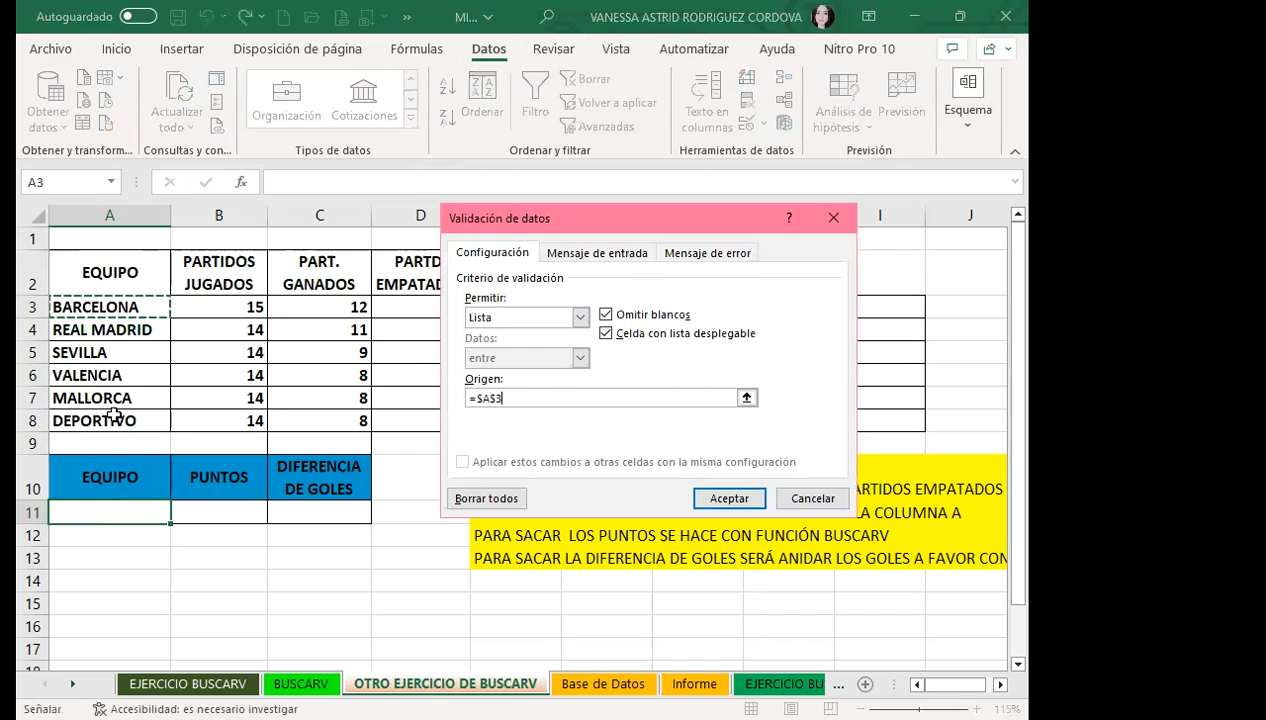 Autoguardado
MI...
VANESSA ASTRID RODRIGUEZ CORDOVA
Archivo Inicio Insertar Disposición de página Fórmulas Datos Revisar Vista Automatizar Ayuda Nitro Pro 10
Obtener datos
Actualizar todo
Organización Cotizaciones
Ordenar
Filtro
Borrar
Volver a aplicar
Avanzadas
Texto en columnas
Análisis de hipótesis
Previsión
Esquema
Obtener y transform... Consultas y con... Tipos de datos Ordenar y filtrar Herramientas de datos Previsión
A3 fx
A B C D I J
1
2 EQUIPO PARTIDOS JUGADOS PART. GANADOS PARTD EMPATAD
3 BARCELONA 15 12
4 REAL MADRID 14 11
5 SEVILLA 14 9
6 VALENCIA 14 8
7 MALLORCA 14 8
8 DEPORTIVO 14 8
9
10 EQUIPO PUNTOS DIFERENCIA DE GOLES
11
12
13
14
15
16
17
18
Validación de datos ?
Configuración Mensaje de entrada Mensaje de error
Criterio de validación
Permitir:
Lista
Omitir blancos
Celda con lista desplegable
Datos:
entre
Origen:
=$A$3
Aplicar estos cambios a otras celdas con la misma configuración
Borrar todos Aceptar Cancelar
ARTIDOS EMPATADOS
LA COLUMNA A
PARA SACAR LOS PUNTOS SE HACE CON FUNCIÓN BUSCARV
PARA SACAR LA DIFERENCIA DE GOLES SERÁ ANIDAR LOS GOLES A FAVOR CON
EJERCICIO BUSCARV BUSCARV OTRO EJERCICIO DE BUSCARV Base de Datos Informe EJERCICIO BU ...
Señalar Accesibilidad: es necesario investigar 115%